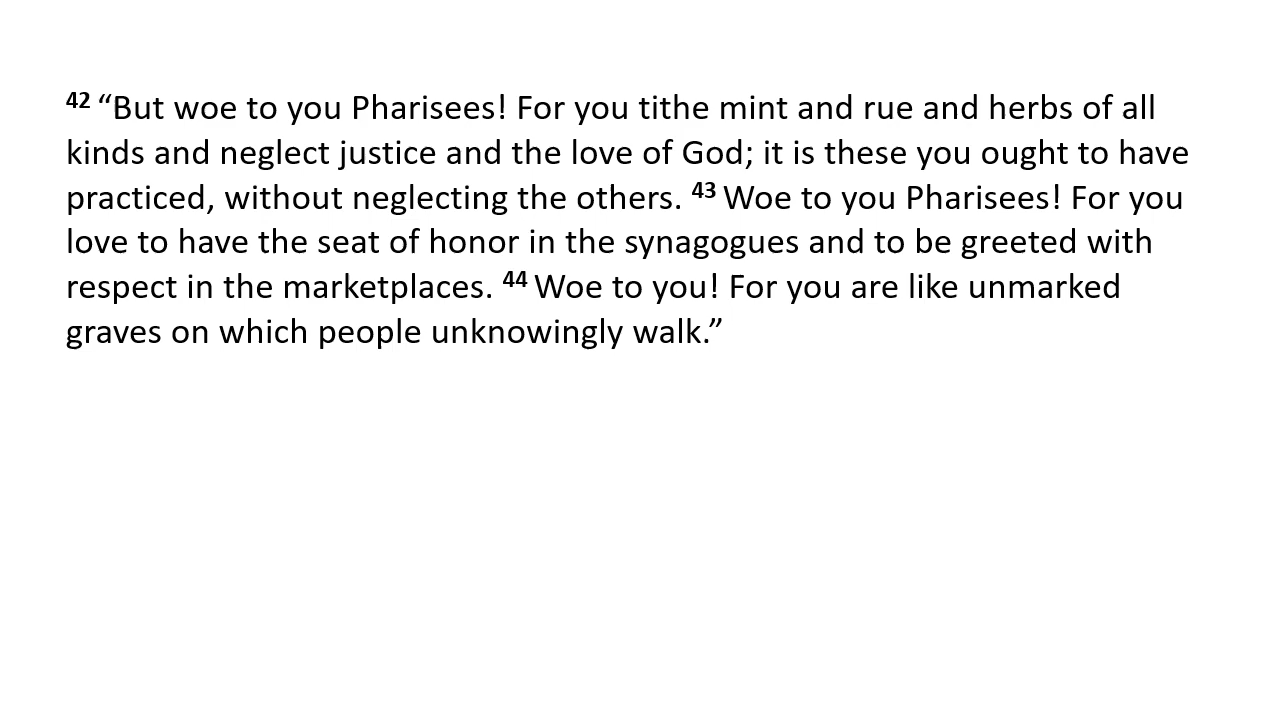 42 “But woe to you Pharisees! For you tithe mint and rue and herbs of all
kinds and neglect justice and the love of God; it is these you ought to have
practiced, without neglecting the others. 43 Woe to you Pharisees! For you
love to have the seat of honor in the synagogues and to be greeted with
respect in the marketplaces. 44 Woe to you! For you are like unmarked
graves on which people unknowingly walk.”